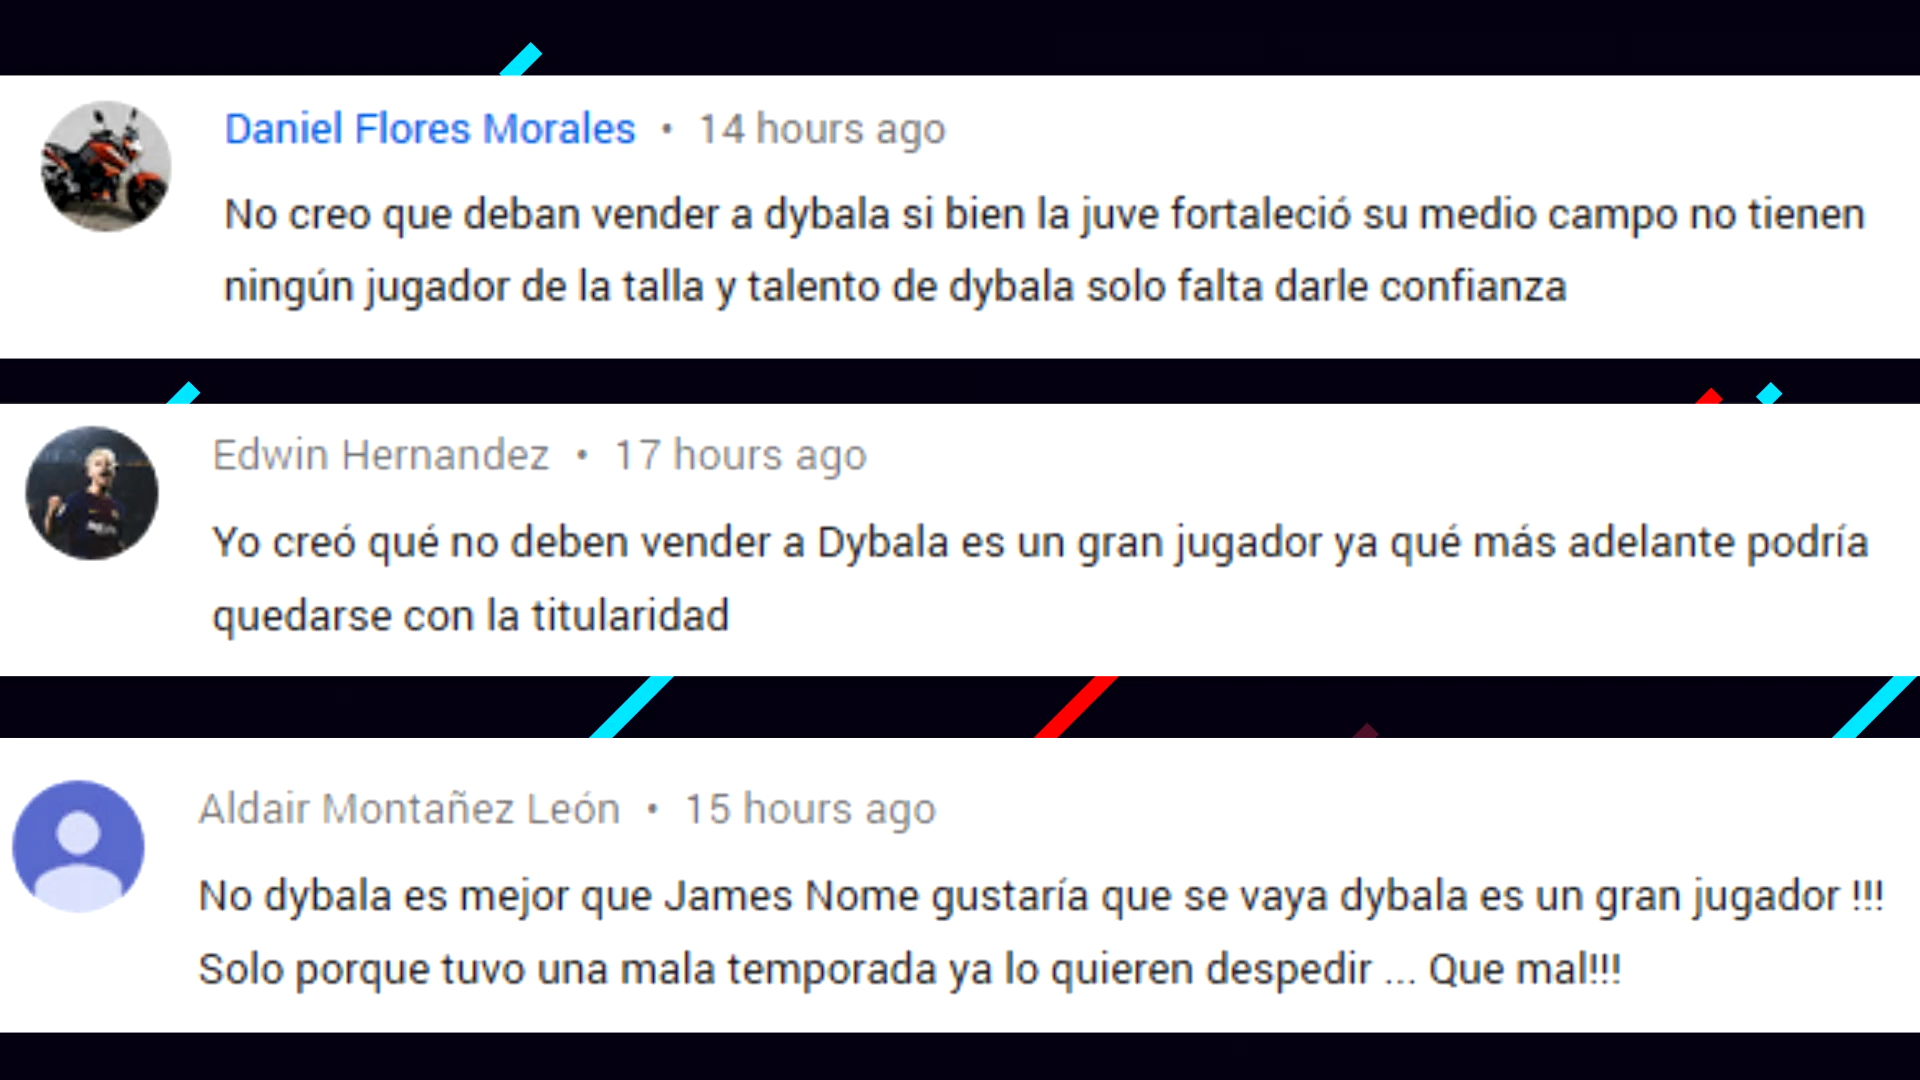 Daniel Flores Morales • 14 hours ago
No creo que deban vender a dybala si bien la juve fortaleció su medio campo no tienen
ningún jugador de la talla y talento de dybala solo falta darle confianza
Edwin Hernandez • 17 hours ago
Yo creó qué no deben vender a Dybala es un gran jugador ya qué más adelante podría
quedarse con la titularidad
Aldair Montañez León • 15 hours ago
No dybala es mejor que James Nome gustaría que se vaya dybala es un gran jugador !!!
Solo porque tuvo una mala temporada ya lo quieren despedir ... Que mal!!!